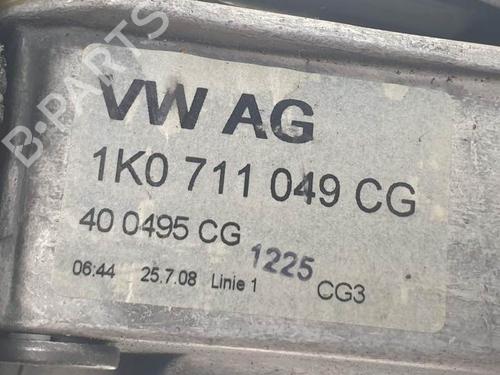 B-PARTS
VW AG
1K0 711 049 CG
40 0495 CG 1225
06:44 25.7.08 Linie 1 CG3